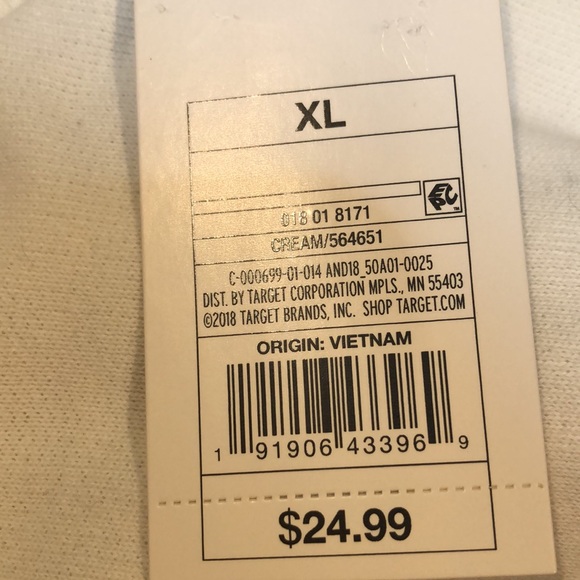 XL
EPC
018 01 8171
CREAM/564651
C-000699-01-014 AND18_50A01-0025
DIST. BY TARGET CORPORATION MPLS., MN 55403
©2018 TARGET BRANDS, INC. SHOP TARGET.COM
ORIGIN: VIETNAM
1 91906 43396 9
$24.99